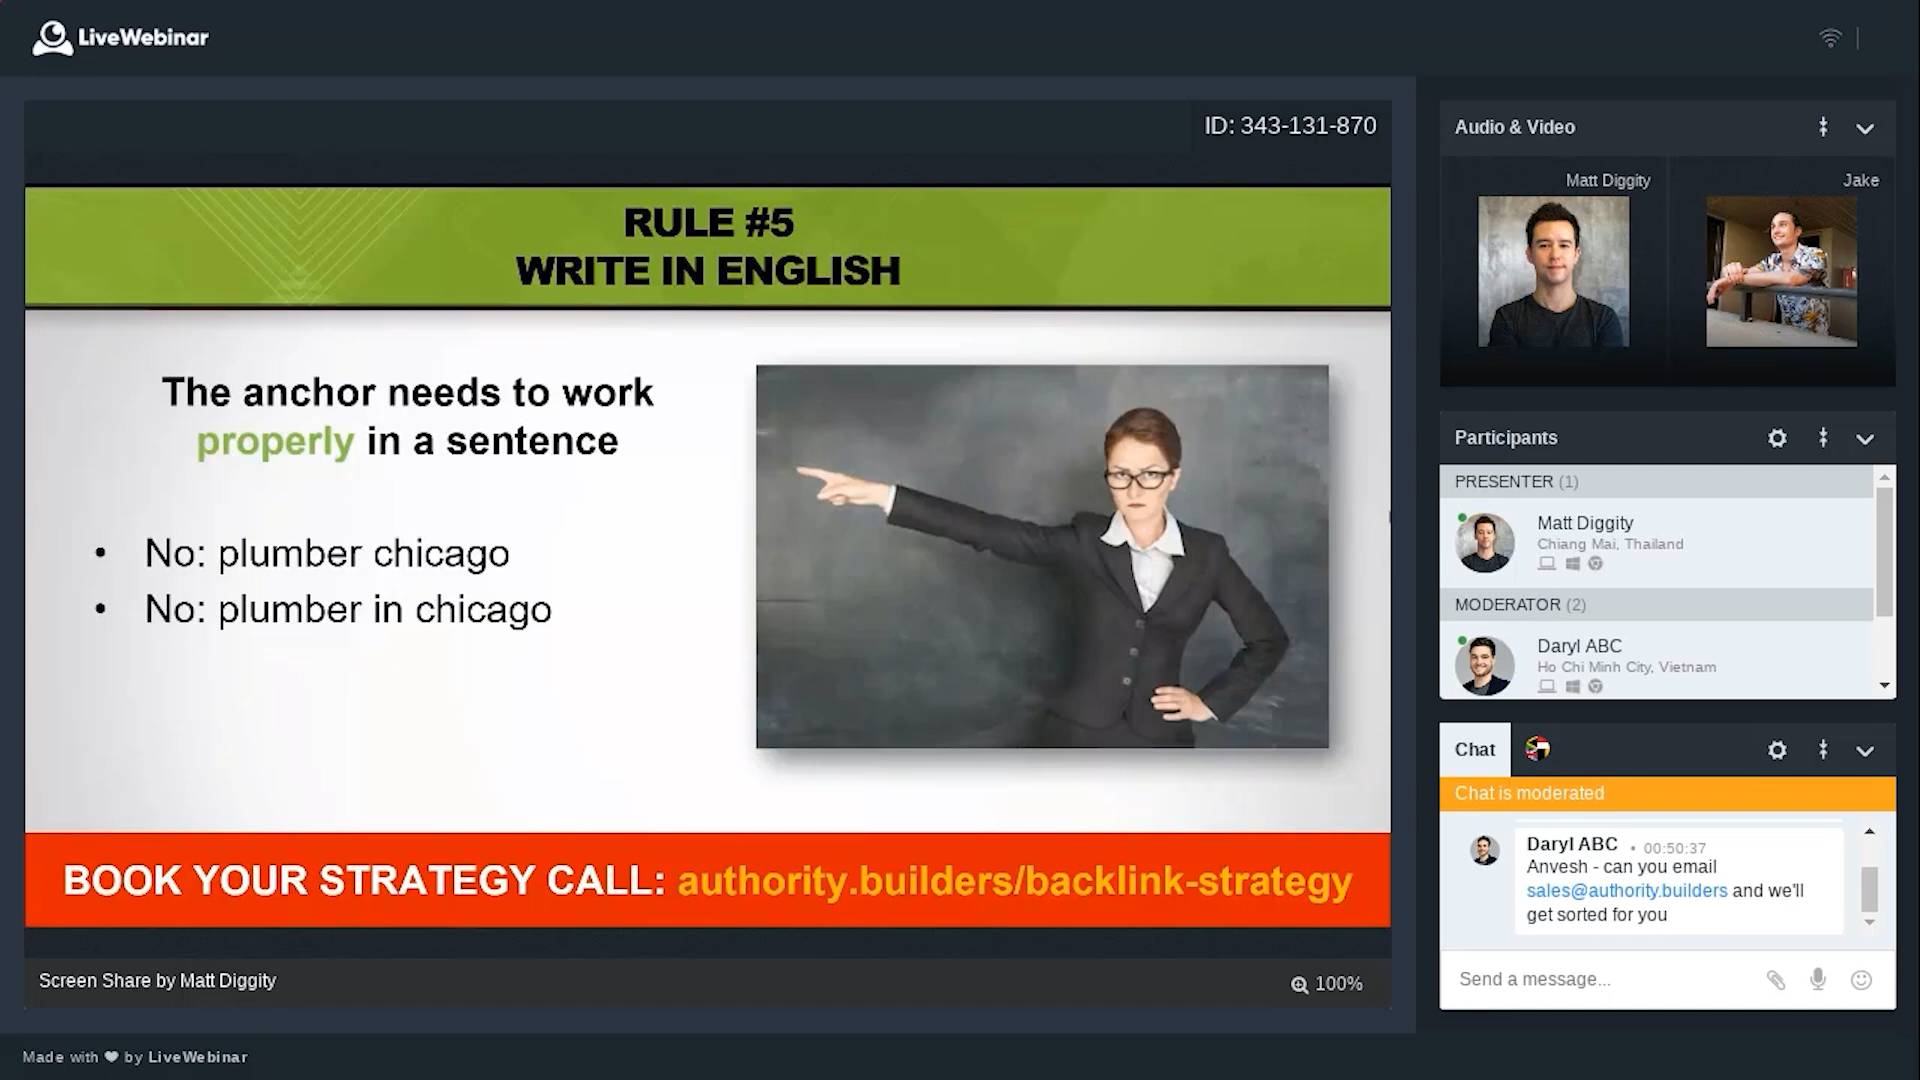 LiveWebinar
ID: 343-131-870
RULE #5
WRITE IN ENGLISH
The anchor needs to work
properly in a sentence
• No: plumber chicago
• No: plumber in chicago
BOOK YOUR STRATEGY CALL: authority.builders/backlink-strategy
Screen Share by Matt Diggity
100%
Audio & Video
Matt Diggity
Jake
Participants
PRESENTER (1)
Matt Diggity
Chiang Mai, Thailand
MODERATOR (2)
Daryl ABC
Ho Chi Minh City, Vietnam
Chat
Chat is moderated
Daryl ABC • 00:50:37
Anvesh - can you email
sales@authority.builders and we'll
get sorted for you
Send a message...
Made with ♥ by LiveWebinar